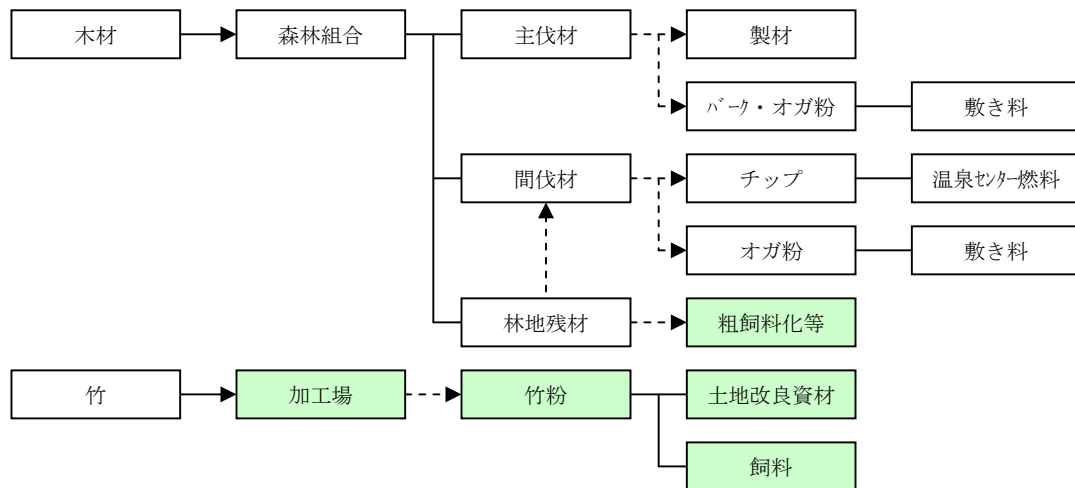 木材
森林組合
主伐材
製材
ﾊﾞｰｸ・オガ粉
敷き料
間伐材
チップ
温泉ｾﾝﾀｰ燃料
オガ粉
敷き料
林地残材
粗飼料化等
竹
加工場
竹粉
土地改良資材
飼料